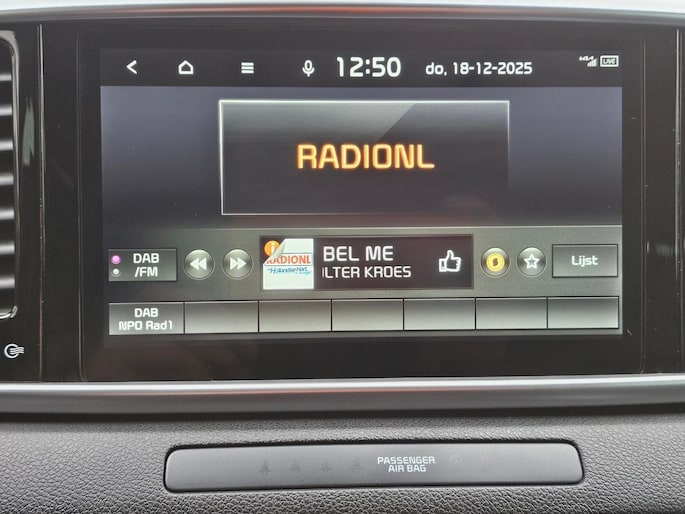 12:50 do, 18-12-2025 LIVE
RADIONL
DAB
/FM
RADIONL
BEL ME
ILTER KROES
Lijst
DAB
NPO Rad1
PASSENGER
AIR BAG